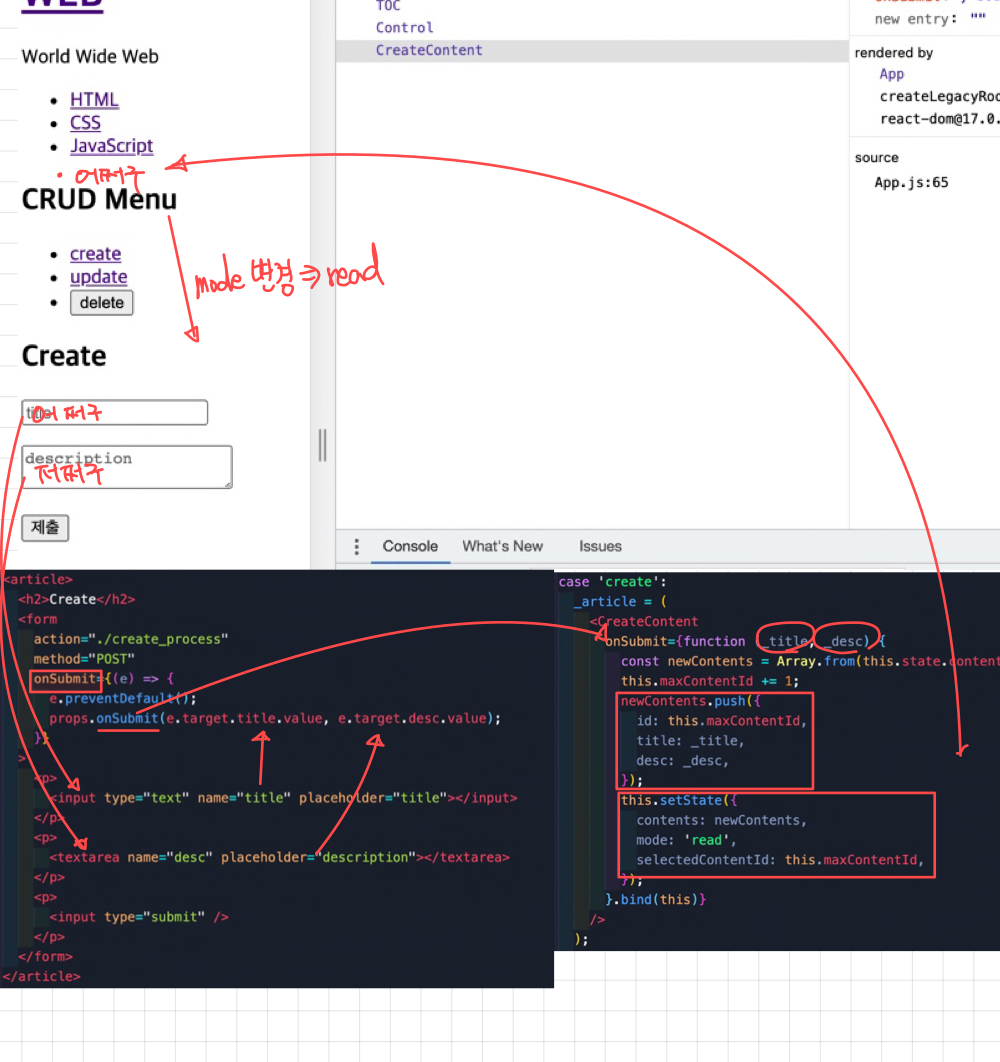 WEB
World Wide Web
HTML
CSS
JavaScript
어쩌구
CRUD Menu
create
update
delete
mode 변경 ⇒ read
Create
어쩌구
description
저쩌구
제출
TOC
Control
CreateContent
new entry: ""
rendered by
App
createLegacyRoo
react-dom@17.0.
source
App.js:65
Console What's New Issues
<article>
<h2>Create</h2>
<form
action="./create_process"
method="POST"
onSubmit={(e) => {
e.preventDefault();
props.onSubmit(e.target.title.value, e.target.desc.value);
}}
>
<p>
<input type="text" name="title" placeholder="title"></input>
</p>
<p>
<textarea name="desc" placeholder="description"></textarea>
</p>
<p>
<input type="submit" />
</p>
</form>
</article>
case 'create':
_article = (
<CreateContent
onSubmit={function (_title, _desc) {
const newContents = Array.from(this.state.content
this.maxContentId += 1;
newContents.push({
id: this.maxContentId,
title: _title,
desc: _desc,
});
this.setState({
contents: newContents,
mode: 'read',
selectedContentId: this.maxContentId,
});
}.bind(this)}
/>
);